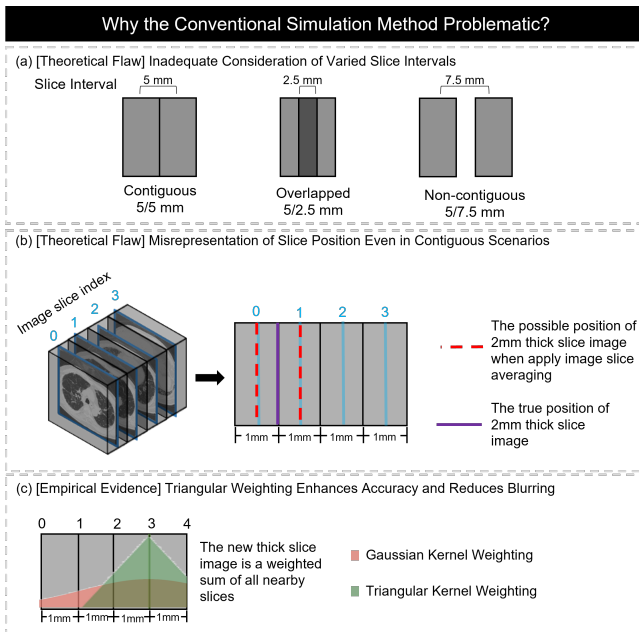 Why the Conventional Simulation Method Problematic?
(a) [Theoretical Flaw] Inadequate Consideration of Varied Slice Intervals
Slice Interval
5 mm
2.5 mm
7.5 mm
Contiguous
5/5 mm
Overlapped
5/2.5 mm
Non-contiguous
5/7.5 mm
(b) [Theoretical Flaw] Misrepresentation of Slice Position Even in Contiguous Scenarios
Image slice index
0 1 2 3
0 1 2 3
1mm 1mm 1mm 1mm
The possible position of
2mm thick slice image
when apply image slice
averaging
The true position of
2mm thick slice
image
(c) [Empirical Evidence] Triangular Weighting Enhances Accuracy and Reduces Blurring
0 1 2 3 4
1mm 1mm 1mm 1mm
The new thick slice
image is a weighted
sum of all nearby
slices
Gaussian Kernel Weighting
Triangular Kernel Weighting